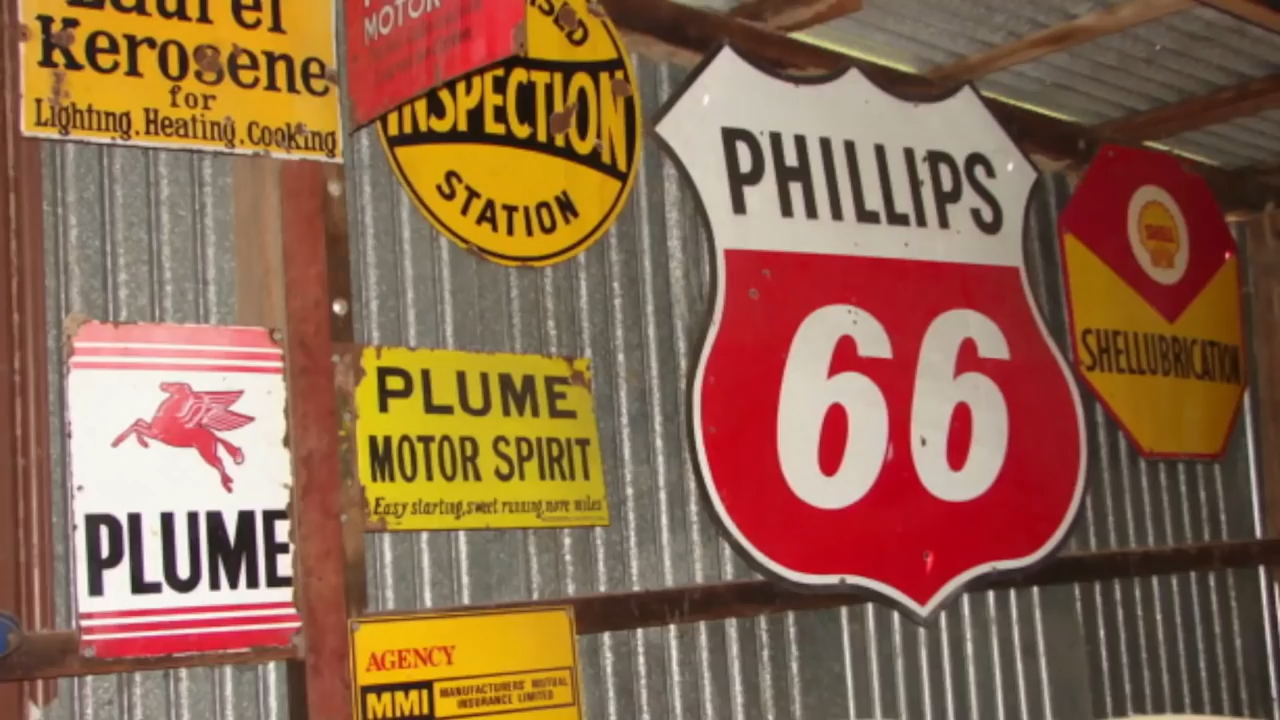 Laurel
Kerosene
for
Lighting. Heating. Cooking
MOTOR
INSPECTION
STATION
PHILLIPS
66
SHELLUBRICATION
PLUME
PLUME
MOTOR SPIRIT
Easy starting, sweet running, more miles
AGENCY
MMI
MANUFACTURERS' MUTUAL
INSURANCE LIMITED